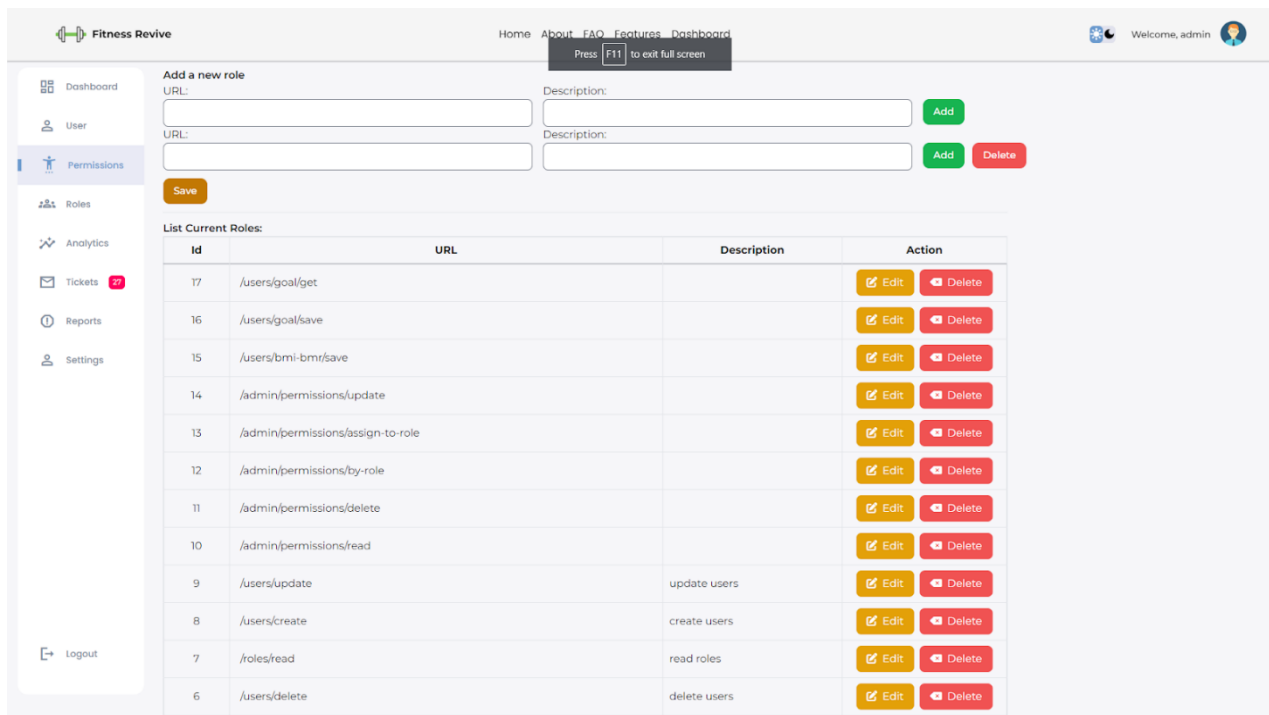 Fitness Revive
Home About FAQ Features Dashboard
Welcome, admin
Press F11 to exit full screen
Dashboard
User
Permissions
Roles
Analytics
Tickets 27
Reports
Settings
Logout
Add a new role
URL: Description:
Add
URL: Description:
Add Delete
Save
List Current Roles:
Id URL Description Action
17 /users/goal/get Edit Delete
16 /users/goal/save Edit Delete
15 /users/bmi-bmr/save Edit Delete
14 /admin/permissions/update Edit Delete
13 /admin/permissions/assign-to-role Edit Delete
12 /admin/permissions/by-role Edit Delete
11 /admin/permissions/delete Edit Delete
10 /admin/permissions/read Edit Delete
9 /users/update update users Edit Delete
8 /users/create create users Edit Delete
7 /roles/read read roles Edit Delete
6 /users/delete delete users Edit Delete